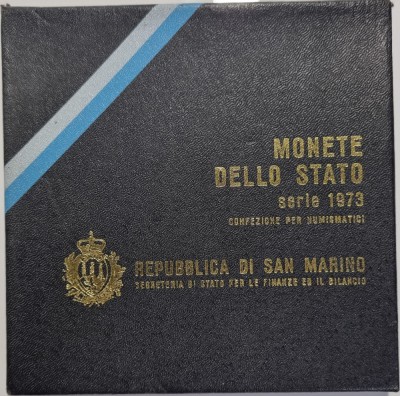 MONETE
DELLO STATO
serie 1973
CONFEZIONE PER NUMISMATICI
REPUBBLICA DI SAN MARINO
SEGRETERIA DI STATO PER LE FINANZE ED IL BILANCIO